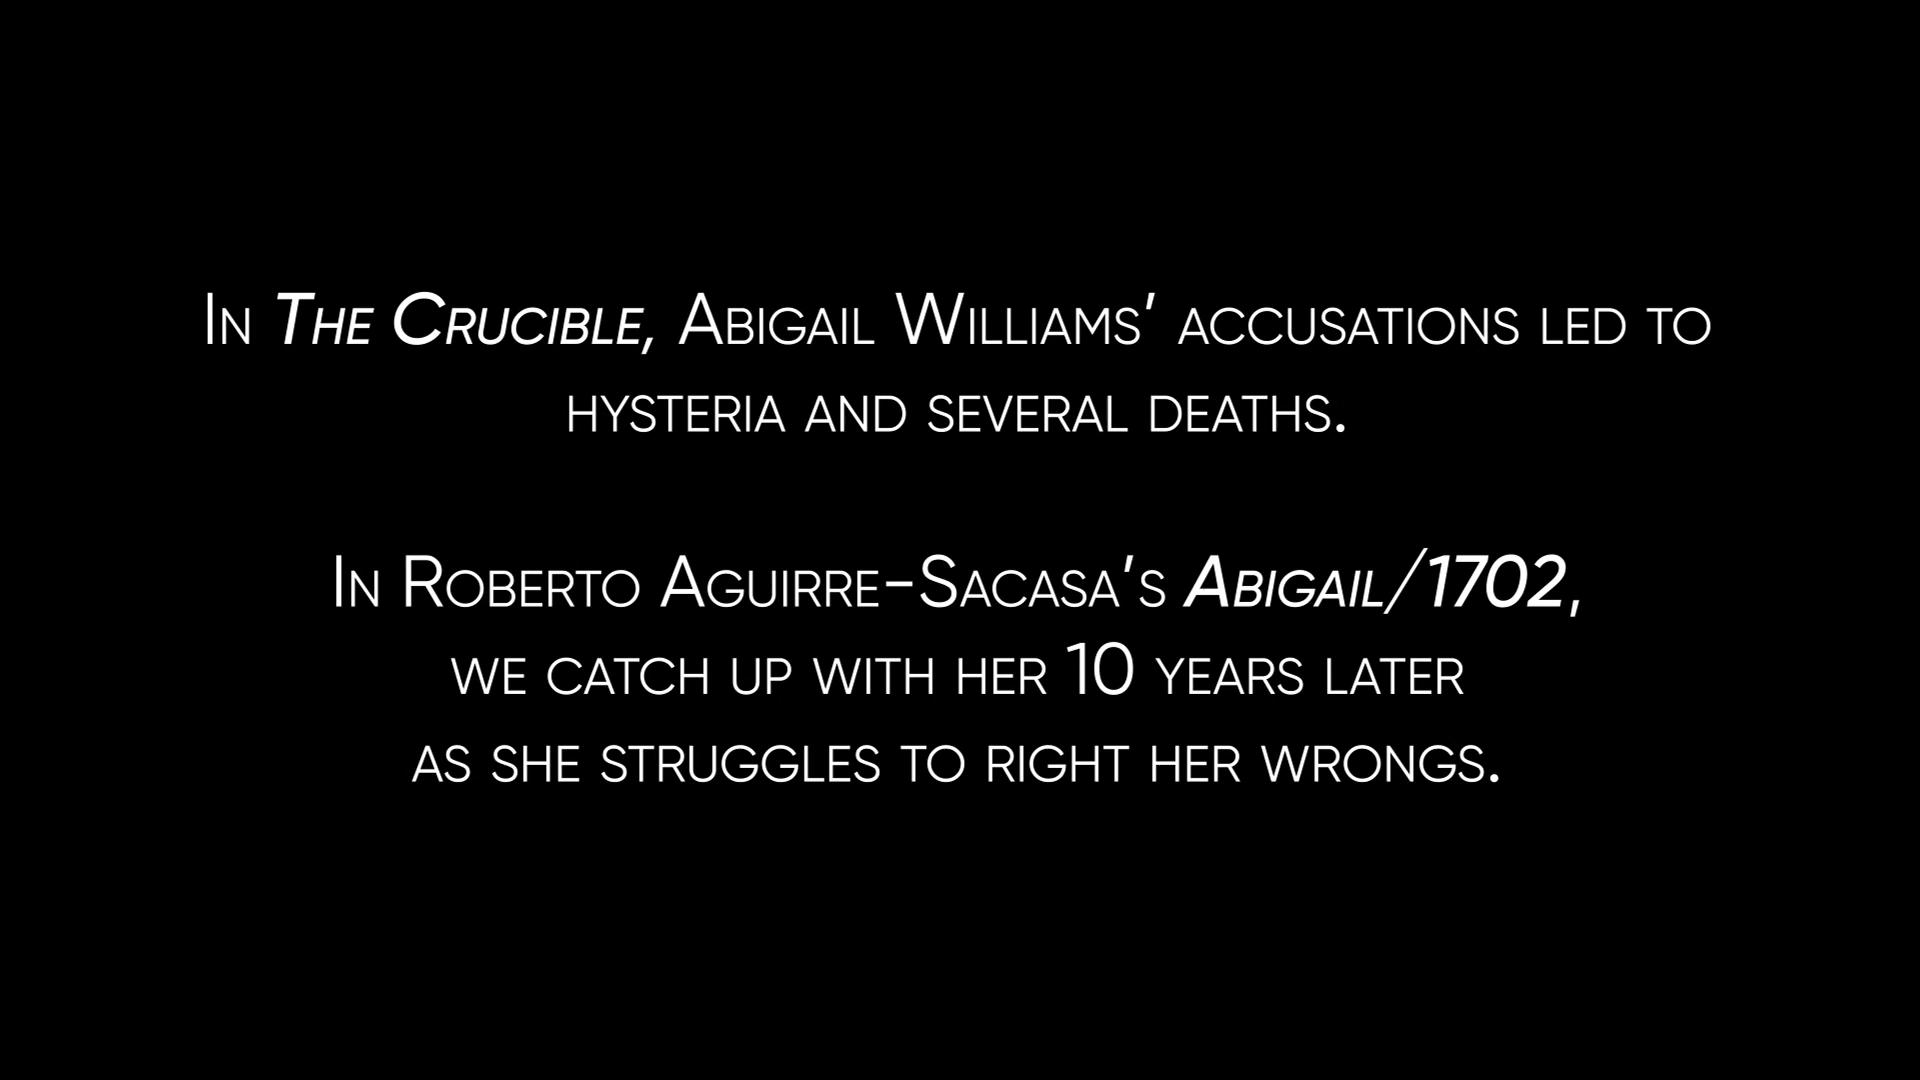 In The Crucible, Abigail Williams' accusations led to
hysteria and several deaths.
In Roberto Aguirre-Sacasa's Abigail/1702,
we catch up with her 10 years later
as she struggles to right her wrongs.